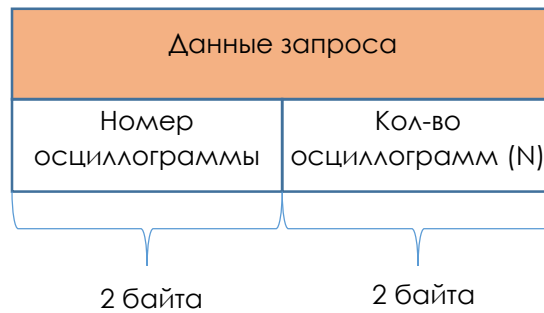 Данные запроса
Номер
осциллограммы
Кол-во
осциллограмм (N)
2 байта
2 байта